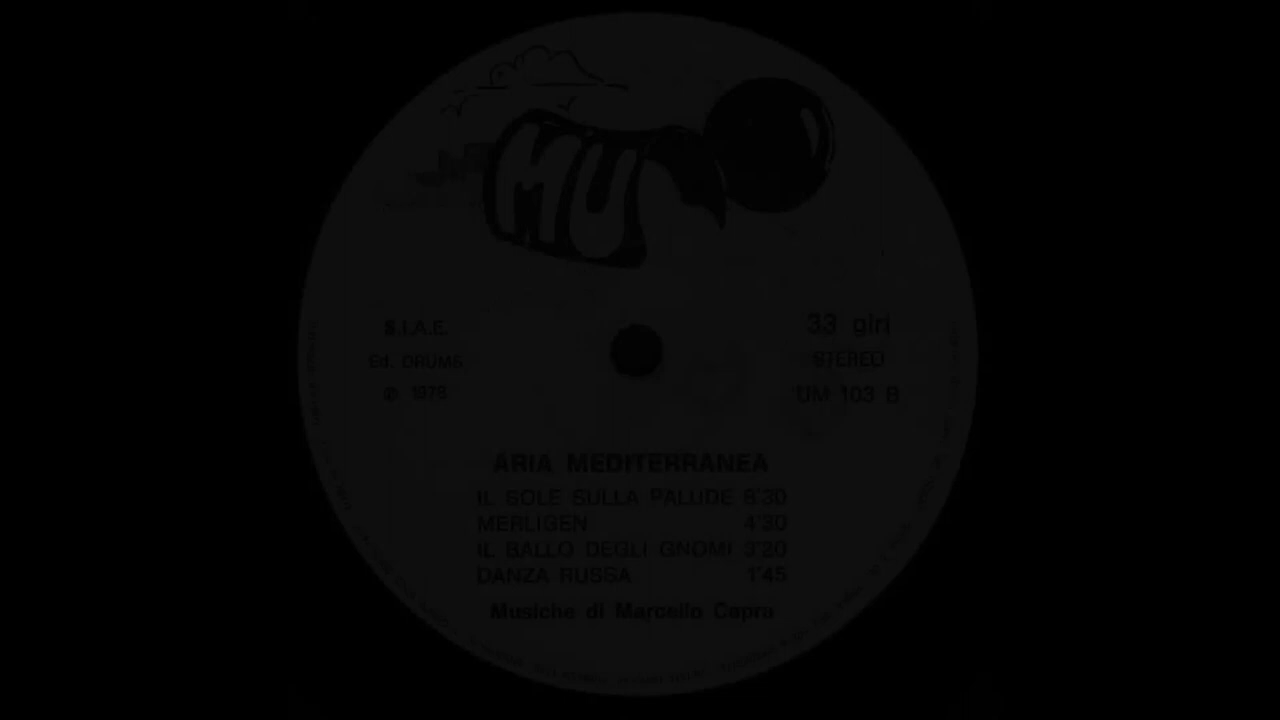 MU
S.I.A.E.
Ed. DRUMS
℗ 1978
33 giri
STEREO
UM 103 B
ARIA MEDITERRANEA
IL SOLE SULLA PALUDE 6'30
MERLIGEN 4'30
IL BALLO DEGLI GNOMI 3'20
DANZA RUSSA 1'45
Musiche di Marcello Capra